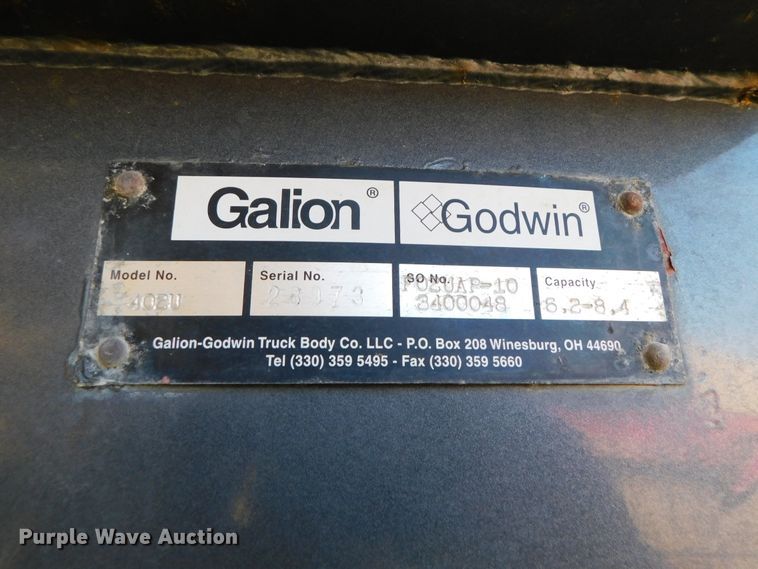 Galion® Godwin®
Model No. Serial No. SO No. Capacity
3400048 6.2-8.4
Galion-Godwin Truck Body Co. LLC - P.O. Box 208 Winesburg, OH 44690
Tel (330) 359 5495 - Fax (330) 359 5660
Purple Wave Auction